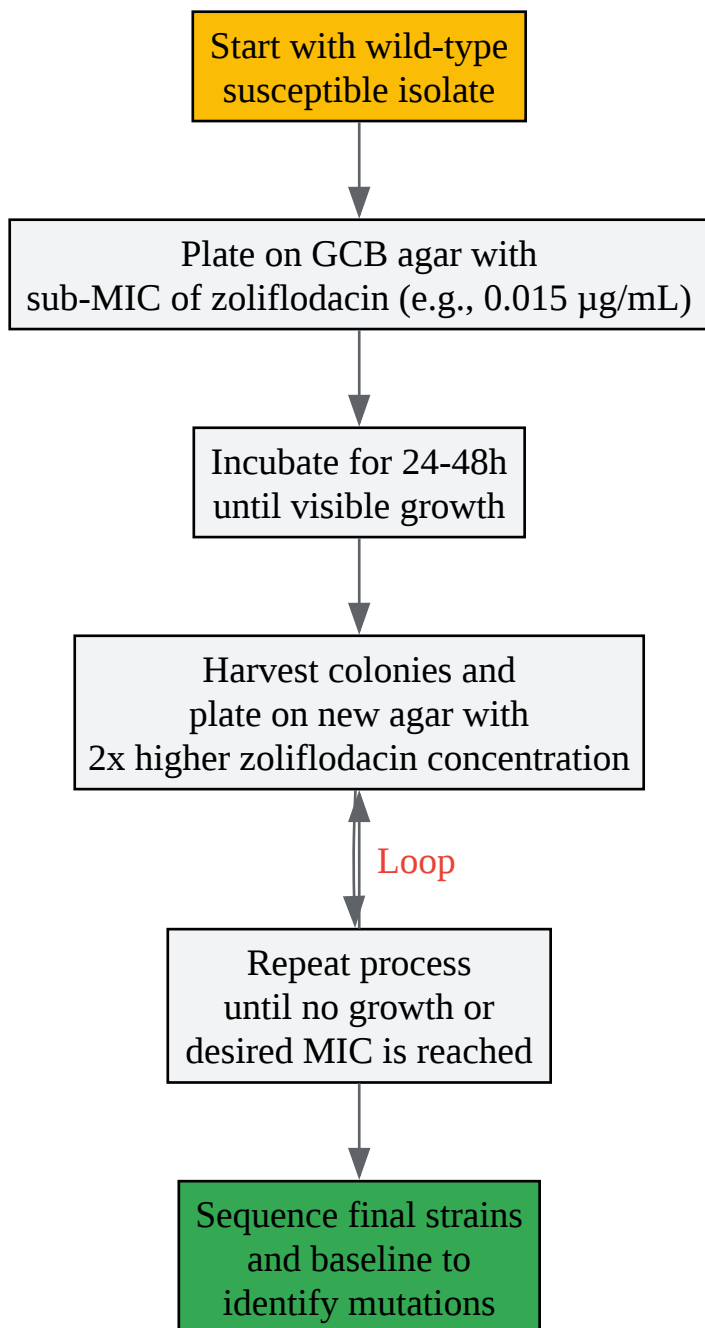 Start with wild-type
susceptible isolate
Plate on GCB agar with
sub-MIC of zoliflodacin (e.g., 0.015 µg/mL)
Incubate for 24-48h
until visible growth
Harvest colonies and
plate on new agar with
2x higher zoliflodacin concentration
Loop
Repeat process
until no growth or
desired MIC is reached
Sequence final strains
and baseline to
identify mutations